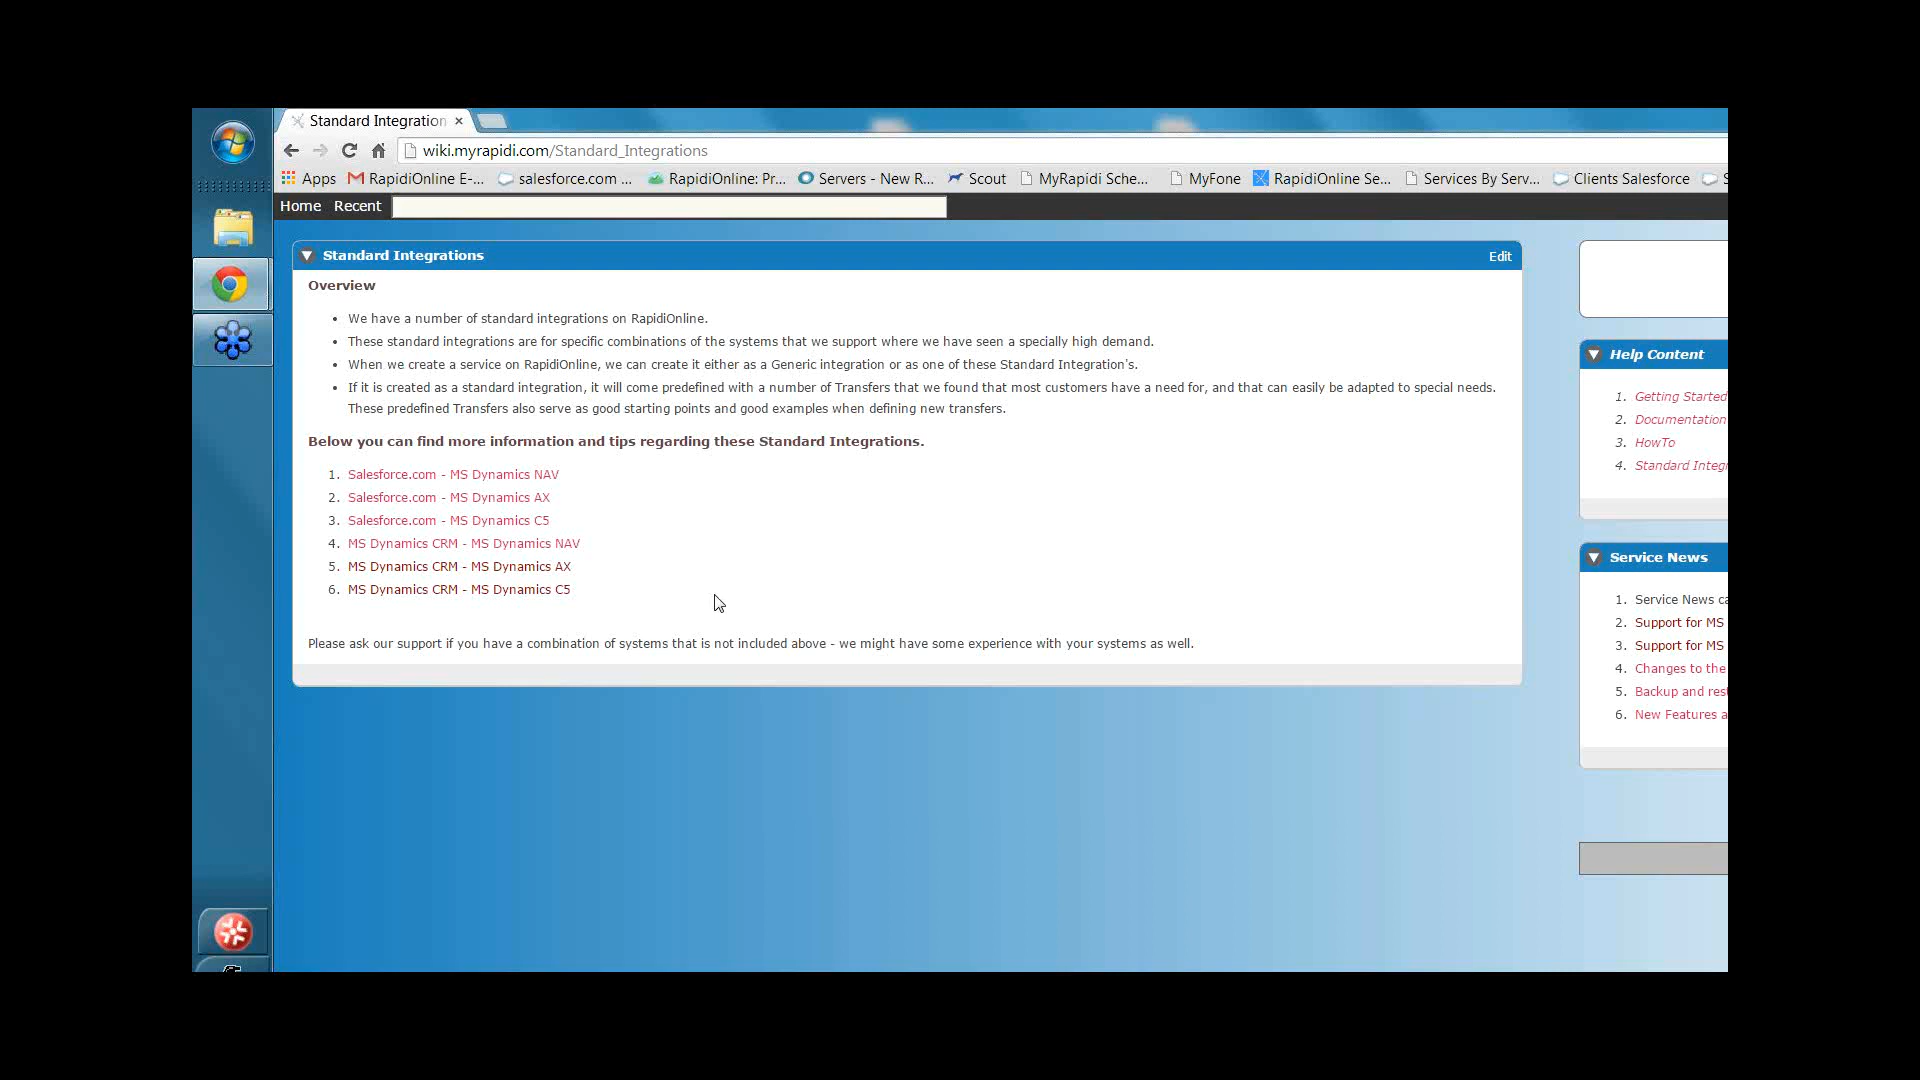 Standard Integration
wiki.myrapidi.com/Standard_Integrations
Apps RapidiOnline E-... salesforce.com ... RapidiOnline: Pr... Servers - New R... Scout MyRapidi Sche... MyFone RapidiOnline Se... Services By Serv... Clients Salesforce S
Home Recent
Standard Integrations Edit
Overview
• We have a number of standard integrations on RapidiOnline.
• These standard integrations are for specific combinations of the systems that we support where we have seen a specially high demand.
• When we create a service on RapidiOnline, we can create it either as a Generic integration or as one of these Standard Integration's.
• If it is created as a standard integration, it will come predefined with a number of Transfers that we found that most customers have a need for, and that can easily be adapted to special needs.
These predefined Transfers also serve as good starting points and good examples when defining new transfers.
Below you can find more information and tips regarding these Standard Integrations.
1. Salesforce.com - MS Dynamics NAV
2. Salesforce.com - MS Dynamics AX
3. Salesforce.com - MS Dynamics C5
4. MS Dynamics CRM - MS Dynamics NAV
5. MS Dynamics CRM - MS Dynamics AX
6. MS Dynamics CRM - MS Dynamics C5
Please ask our support if you have a combination of systems that is not included above - we might have some experience with your systems as well.
Help Content
1. Getting Started
2. Documentation
3. HowTo
4. Standard Integr
Service News
1. Service News ca
2. Support for MS
3. Support for MS
4. Changes to the
5. Backup and rest
6. New Features a